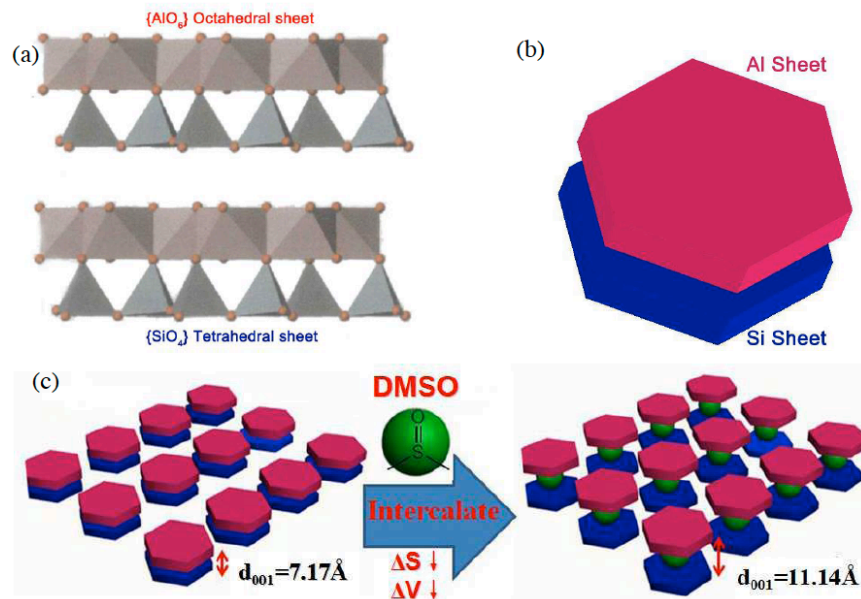 {AlO₆} Octahedral sheet
(a)
{SiO₄} Tetrahedral sheet
(b)
Al Sheet
Si Sheet
(c)
DMSO
O
S
Intercalate
ΔS ↓
ΔV ↓
d₀₀₁=7.17Å
d₀₀₁=11.14Å